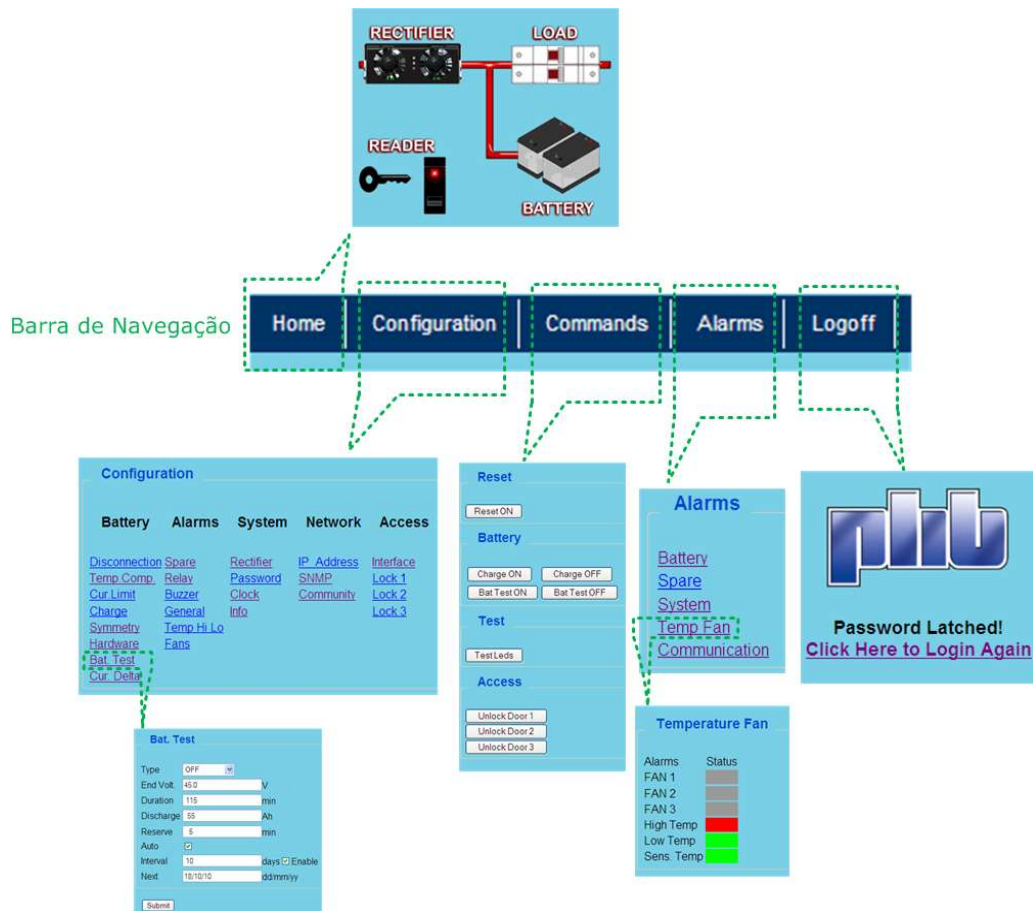 RECTIFIER
LOAD
READER
BATTERY
Barra de Navegação
Home
Configuration
Commands
Alarms
Logoff
Configuration
Battery Alarms System Network Access
Disconnection Spare Rectifier IP Address Interface
Temp.Comp. Relay Password SNMP Lock 1
Cur.Limit Buzzer Clock Community Lock 2
Charge General Info Lock 3
Symmetry Temp Hi Lo
Hardware Fans
Bat. Test
Cur. Delta
Bat. Test
Type OFF
End Volt. 45.0 V
Duration 115 min
Discharge 55 Ah
Reserve 5 min
Auto
Interval 10 days Enable
Next 18/10/10 dd/mm/yy
Submit
Reset
Reset ON
Battery
Charge ON Charge OFF
Bat Test ON Bat Test OFF
Test
Test Leds
Access
Unlock Door 1
Unlock Door 2
Unlock Door 3
Alarms
Battery
Spare
System
Temp Fan
Communication
Temperature Fan
Alarms Status
FAN 1
FAN 2
FAN 3
High Temp
Low Temp
Sens. Temp
phb
Password Latched!
Click Here to Login Again